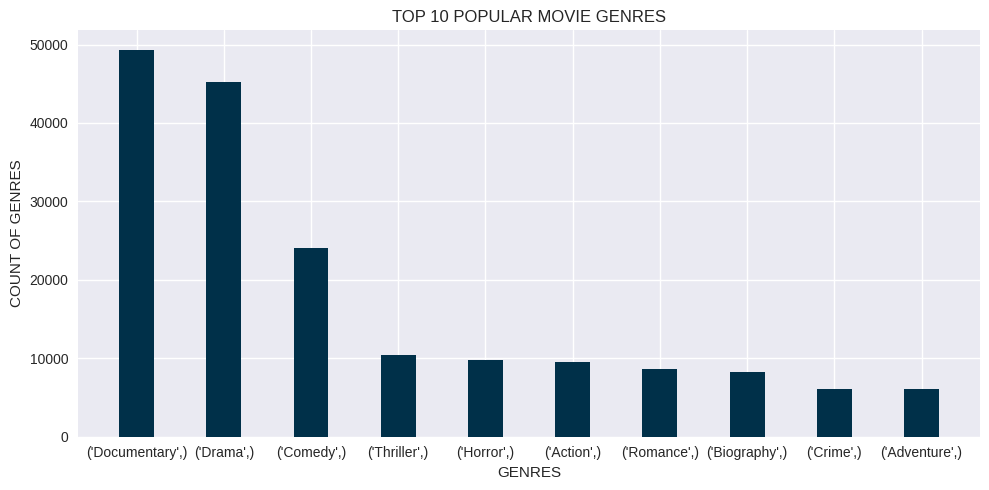 TOP 10 POPULAR MOVIE GENRES
COUNT OF GENRES
50000
40000
30000
20000
10000
0
('Documentary',) ('Drama',) ('Comedy',) ('Thriller',) ('Horror',) ('Action',) ('Romance',) ('Biography',) ('Crime',) ('Adventure',)
GENRES